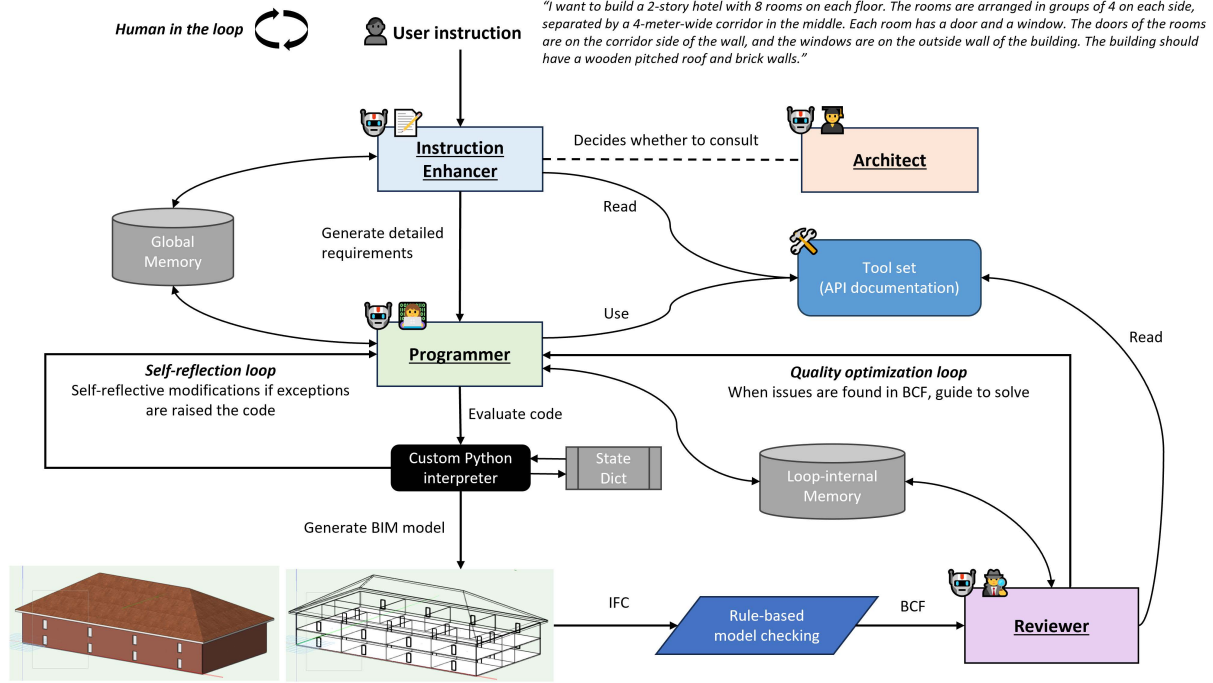 Human in the loop
User instruction
“I want to build a 2-story hotel with 8 rooms on each floor. The rooms are arranged in groups of 4 on each side,
separated by a 4-meter-wide corridor in the middle. Each room has a door and a window. The doors of the rooms
are on the corridor side of the wall, and the windows are on the outside wall of the building. The building should
have a wooden pitched roof and brick walls.”
Instruction
Enhancer
Decides whether to consult
Architect
Read
Global
Memory
Generate detailed
requirements
Tool set
(API documentation)
Use
Read
Programmer
Self-reflection loop
Self-reflective modifications if exceptions
are raised the code
Quality optimization loop
When issues are found in BCF, guide to solve
Evaluate code
Custom Python
interpreter
State
Dict
Loop-internal
Memory
Generate BIM model
IFC
Rule-based
model checking
BCF
Reviewer